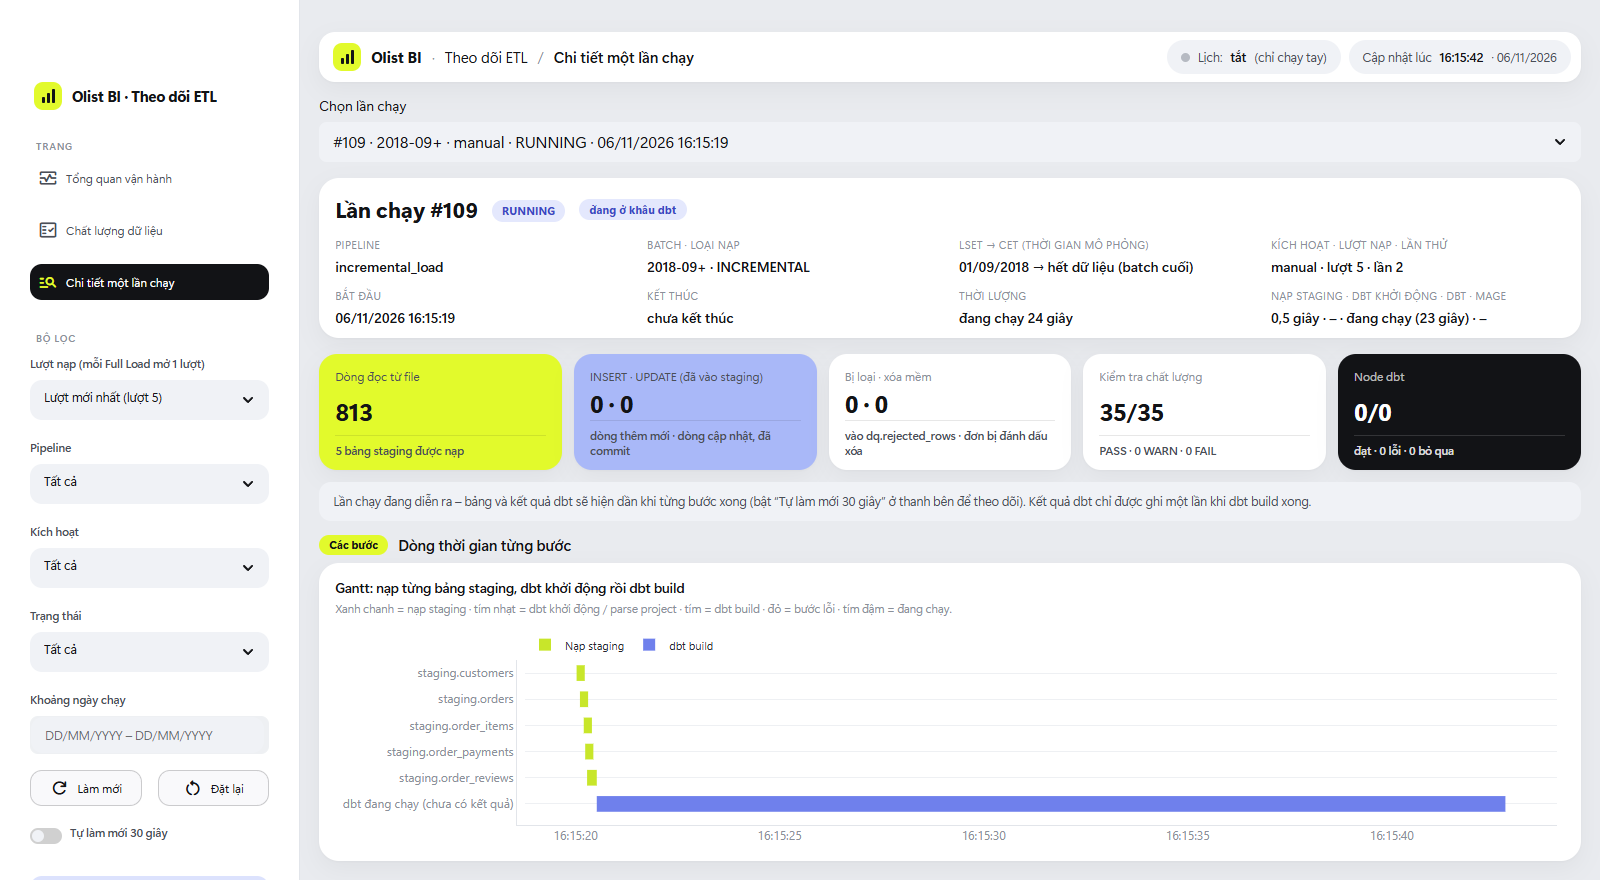 Olist BI · Theo dõi ETL
TRANG
Tổng quan vận hành
Chất lượng dữ liệu
Chi tiết một lần chạy
BỘ LỌC
Lượt nạp (mỗi Full Load mở 1 lượt)
Lượt mới nhất (lượt 5)
Pipeline
Tất cả
Kích hoạt
Tất cả
Trạng thái
Tất cả
Khoảng ngày chạy
DD/MM/YYYY – DD/MM/YYYY
Làm mới
Đặt lại
Tự làm mới 30 giây
Olist BI · Theo dõi ETL / Chi tiết một lần chạy
Lịch: tắt (chỉ chạy tay)
Cập nhật lúc 16:15:42 · 06/11/2026
Chọn lần chạy
#109 · 2018-09+ · manual · RUNNING · 06/11/2026 16:15:19
Lần chạy #109 RUNNING đang ở khâu dbt
PIPELINE
incremental_load
BATCH · LOẠI NẠP
2018-09+ · INCREMENTAL
LSET → CET (THỜI GIAN MÔ PHỎNG)
01/09/2018 → hết dữ liệu (batch cuối)
KÍCH HOẠT · LƯỢT NẠP · LẦN THỬ
manual · lượt 5 · lần 2
BẮT ĐẦU
06/11/2026 16:15:19
KẾT THÚC
chưa kết thúc
THỜI LƯỢNG
đang chạy 24 giây
NẠP STAGING · DBT KHỞI ĐỘNG · DBT · MAGE
0,5 giây · – · đang chạy (23 giây) · –
Dòng đọc từ file
813
5 bảng staging được nạp
INSERT · UPDATE (đã vào staging)
0 · 0
dòng thêm mới · dòng cập nhật, đã
commit
Bị loại · xóa mềm
0 · 0
vào dq.rejected_rows · đơn bị đánh dấu
xóa
Kiểm tra chất lượng
35/35
PASS · 0 WARN · 0 FAIL
Node dbt
0/0
đạt · 0 lỗi · 0 bỏ qua
Lần chạy đang diễn ra – bảng và kết quả dbt sẽ hiện dần khi từng bước xong (bật “Tự làm mới 30 giây” ở thanh bên để theo dõi). Kết quả dbt chỉ được ghi một lần khi dbt build xong.
Các bước Dòng thời gian từng bước
Gantt: nạp từng bảng staging, dbt khởi động rồi dbt build
Xanh chanh = nạp staging · tím nhạt = dbt khởi động / parse project · tím = dbt build · đỏ = bước lỗi · tím đậm = đang chạy.
Nạp staging dbt build
staging.customers
staging.orders
staging.order_items
staging.order_payments
staging.order_reviews
dbt đang chạy (chưa có kết quả)
16:15:20 16:15:25 16:15:30 16:15:35 16:15:40